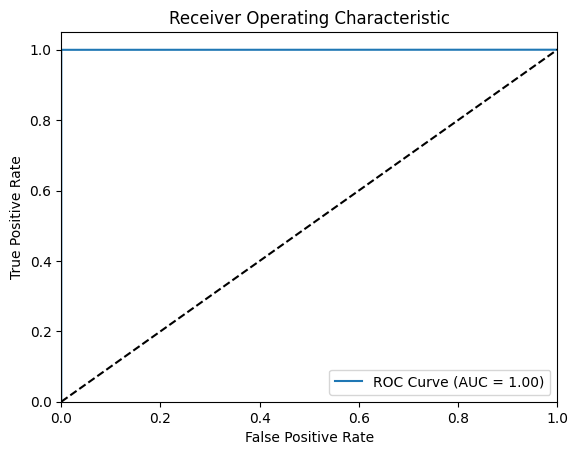 Receiver Operating Characteristic
1.0
0.8
0.6
0.4
0.2
0.0
True Positive Rate
ROC Curve (AUC = 1.00)
0.0 0.2 0.4 0.6 0.8 1.0
False Positive Rate